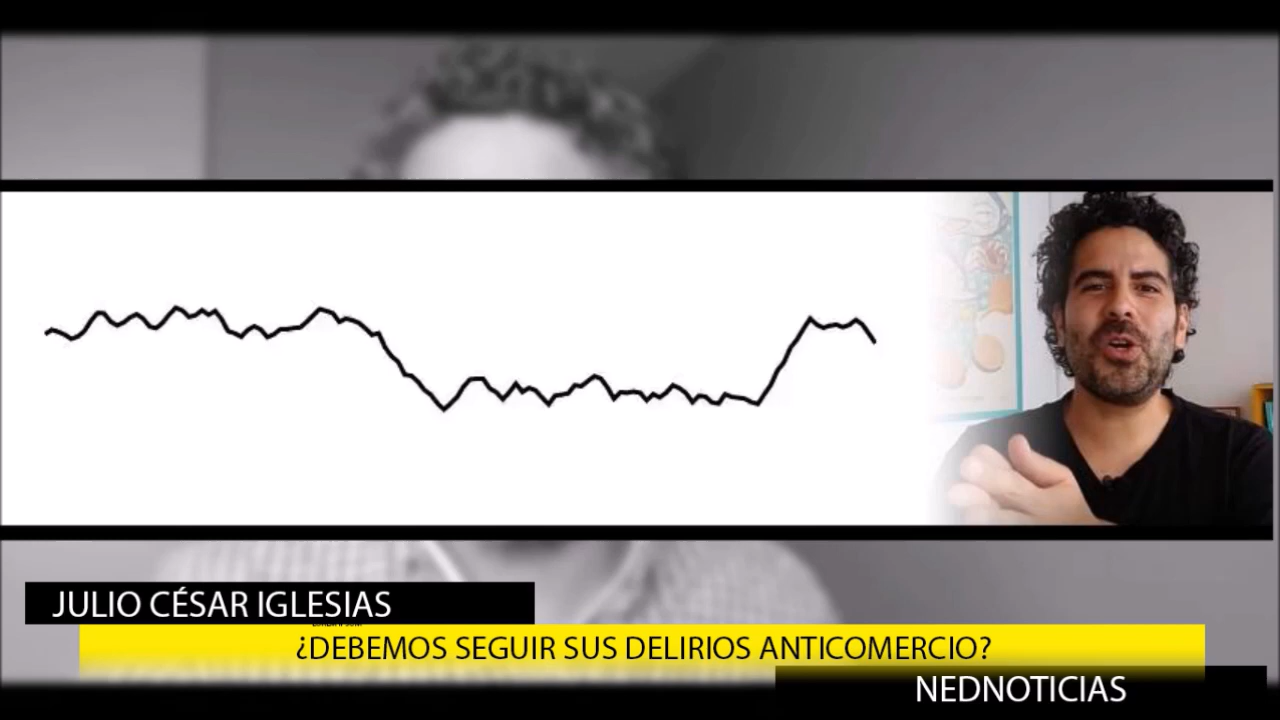 JULIO CÉSAR IGLESIAS
¿DEBEMOS SEGUIR SUS DELIRIOS ANTICOMERCIO?
NEDNOTICIAS